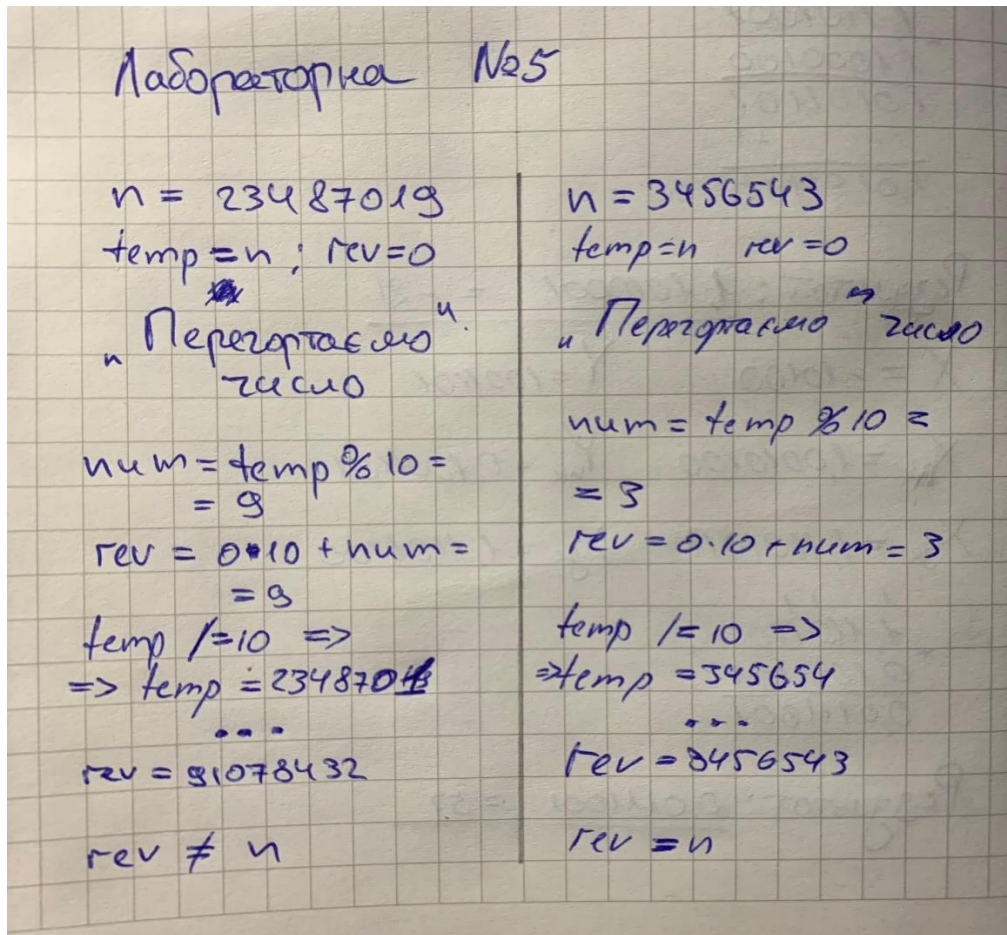 Лабораторна №5
n = 23487019
temp = n ; rev=0
„Перегортаємо"
число
num = temp % 10 =
= 9
rev = 0·10 + num =
= 9
temp /=10 =>
=> temp = 2348701
...
rev = 91078432
rev ≠ n
n = 3456543
temp=n rev=0
„Перегортаємо" число
num = temp % 10 =
= 3
rev = 0·10 + num = 3
temp /= 10 =>
=> temp = 345654
...
rev = 3456543
rev = n